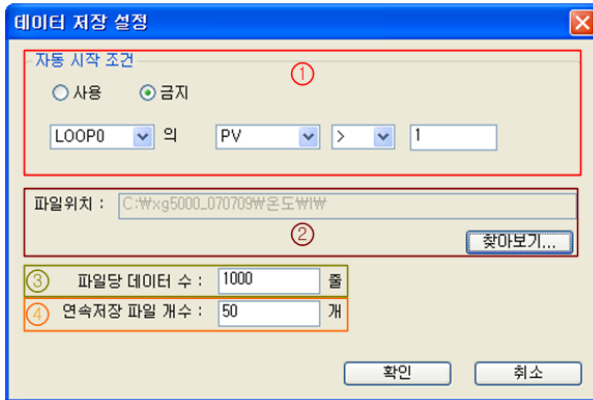 데이터 저장 설정
자동 시작 조건
①
사용 금지
LOOP0 의 PV > 1
파일위치 : C:₩xg5000_070709₩온도₩I₩
②
찾아보기...
③ 파일당 데이터 수 : 1000 줄
④ 연속저장 파일 개수 : 50 개
확인 취소